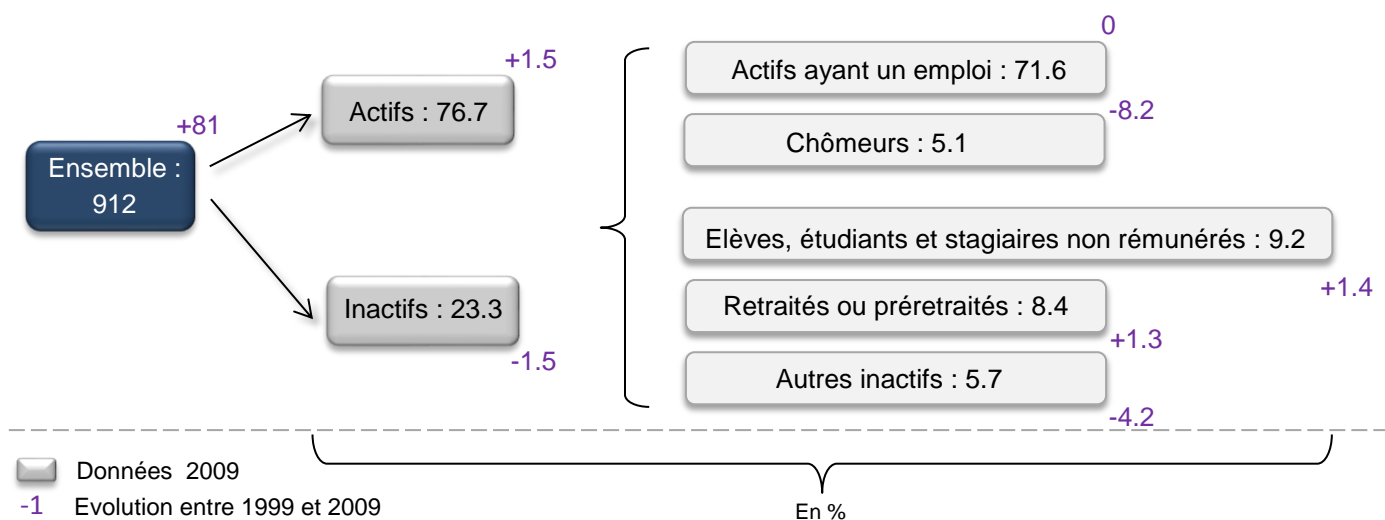 +81
Ensemble :
912
+1.5
Actifs : 76.7
Inactifs : 23.3
-1.5
0
Actifs ayant un emploi : 71.6
-8.2
Chômeurs : 5.1
Elèves, étudiants et stagiaires non rémunérés : 9.2
+1.4
Retraités ou préretraités : 8.4
+1.3
Autres inactifs : 5.7
-4.2
Données 2009
-1 Evolution entre 1999 et 2009
En %